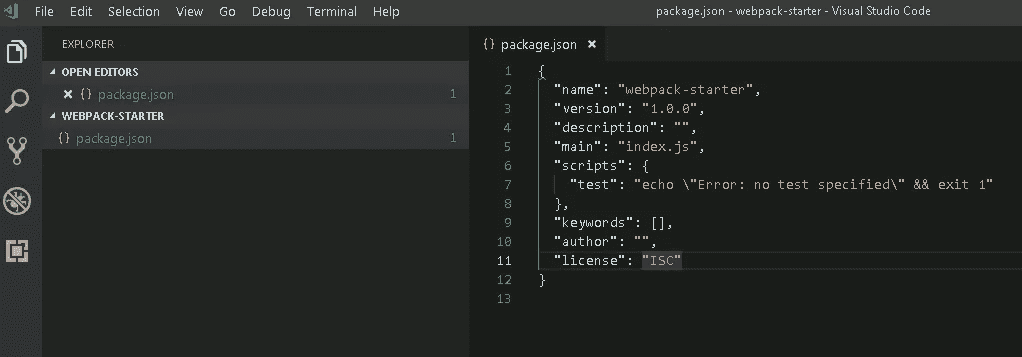 File Edit Selection View Go Debug Terminal Help
package.json - webpack-starter - Visual Studio Code
EXPLORER
OPEN EDITORS
{} package.json 1
WEBPACK-STARTER
{} package.json 1
{} package.json
1 {
2 "name": "webpack-starter",
3 "version": "1.0.0",
4 "description": "",
5 "main": "index.js",
6 "scripts": {
7 "test": "echo \"Error: no test specified\" && exit 1"
8 },
9 "keywords": [],
10 "author": "",
11 "license": "ISC"
12 }
13